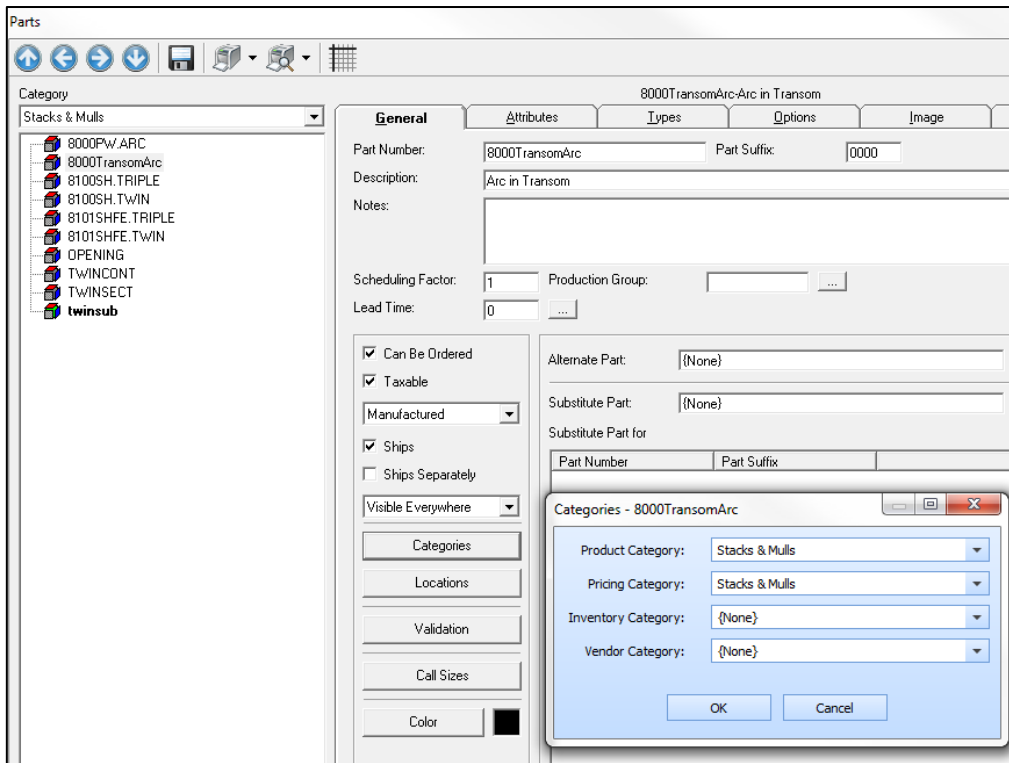 Parts
Category
Stacks & Mulls
8000PW.ARC
8000TransomArc
8100SH.TRIPLE
8100SH.TWIN
8101SHFE.TRIPLE
8101SHFE.TWIN
OPENING
TWINCONT
TWINSECT
twinsub
8000TransomArc-Arc in Transom
General Attributes Types Options Image
Part Number: 8000TransomArc Part Suffix: 0000
Description: Arc in Transom
Notes:
Scheduling Factor: 1 Production Group: ...
Lead Time: 0 ...
Can Be Ordered
Taxable
Manufactured
Ships
Ships Separately
Visible Everywhere
Categories
Locations
Validation
Call Sizes
Color
Alternate Part: {None}
Substitute Part: {None}
Substitute Part for
Part Number Part Suffix
Categories - 8000TransomArc
Product Category: Stacks & Mulls
Pricing Category: Stacks & Mulls
Inventory Category: {None}
Vendor Category: {None}
OK Cancel